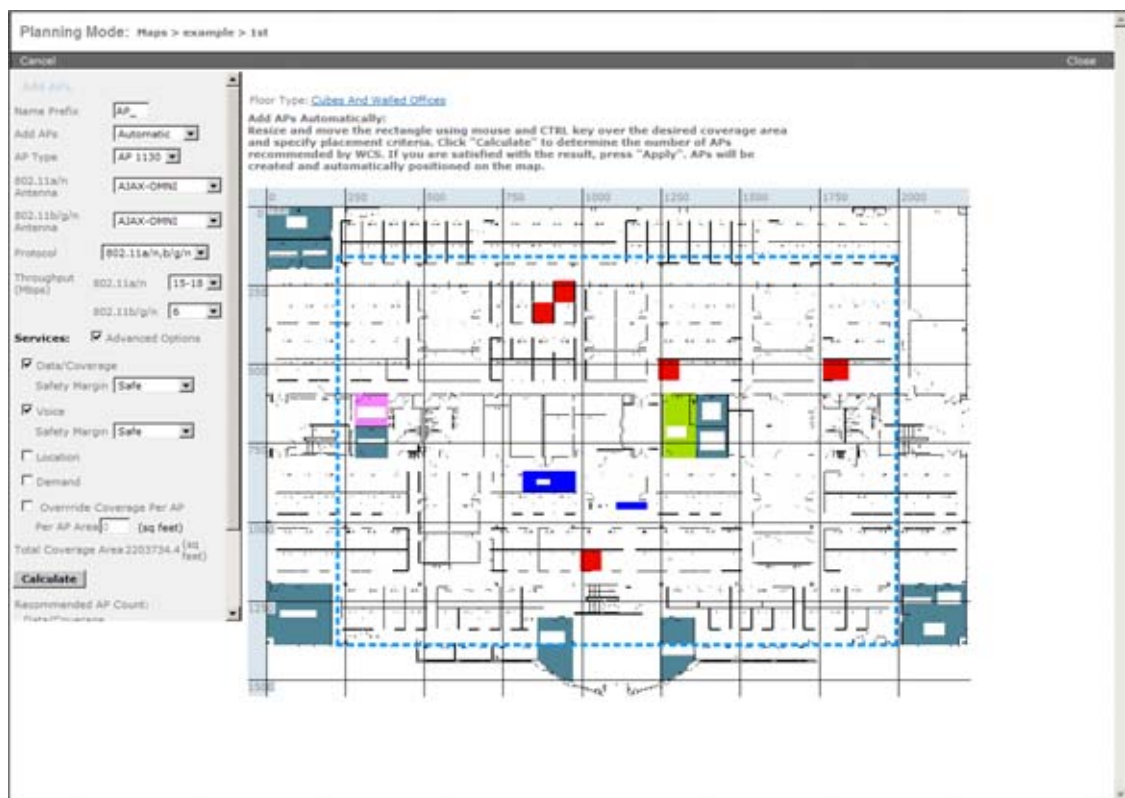 Planning Mode: Maps > example > 1st
Cancel
Close
Add APs
Name Prefix AP_
Add APs Automatic
AP Type AP 1130
802.11a/n
Antenna AJAX-OMNI
802.11b/g/n
Antenna AJAX-OMNI
Protocol 802.11a/n,b/g/n
Throughput
(Mbps) 802.11a/n 15-18
802.11b/g/n 6
Services: Advanced Options
Data/Coverage
Safety Margin Safe
Voice
Safety Margin Safe
Location
Demand
Overrride Coverage Per AP
Per AP Area 0 (sq feet)
Total Coverage Area 2203734.4 (sq
feet)
Calculate
Recommended AP Count:
Data/Coverage
Floor Type: Cubes And Walled Offices
Add APs Automatically:
Resize and move the rectangle using mouse and CTRL key over the desired coverage area
and specify placement criteria. Click "Calculate" to determine the number of APs
recommended by WCS. If you are satisfied with the result, press "Apply". APs will be
created and automatically positioned on the map.
0 250 500 750 1000 1250 1500 1750 2000
0
250
500
750
1000
1250
1500